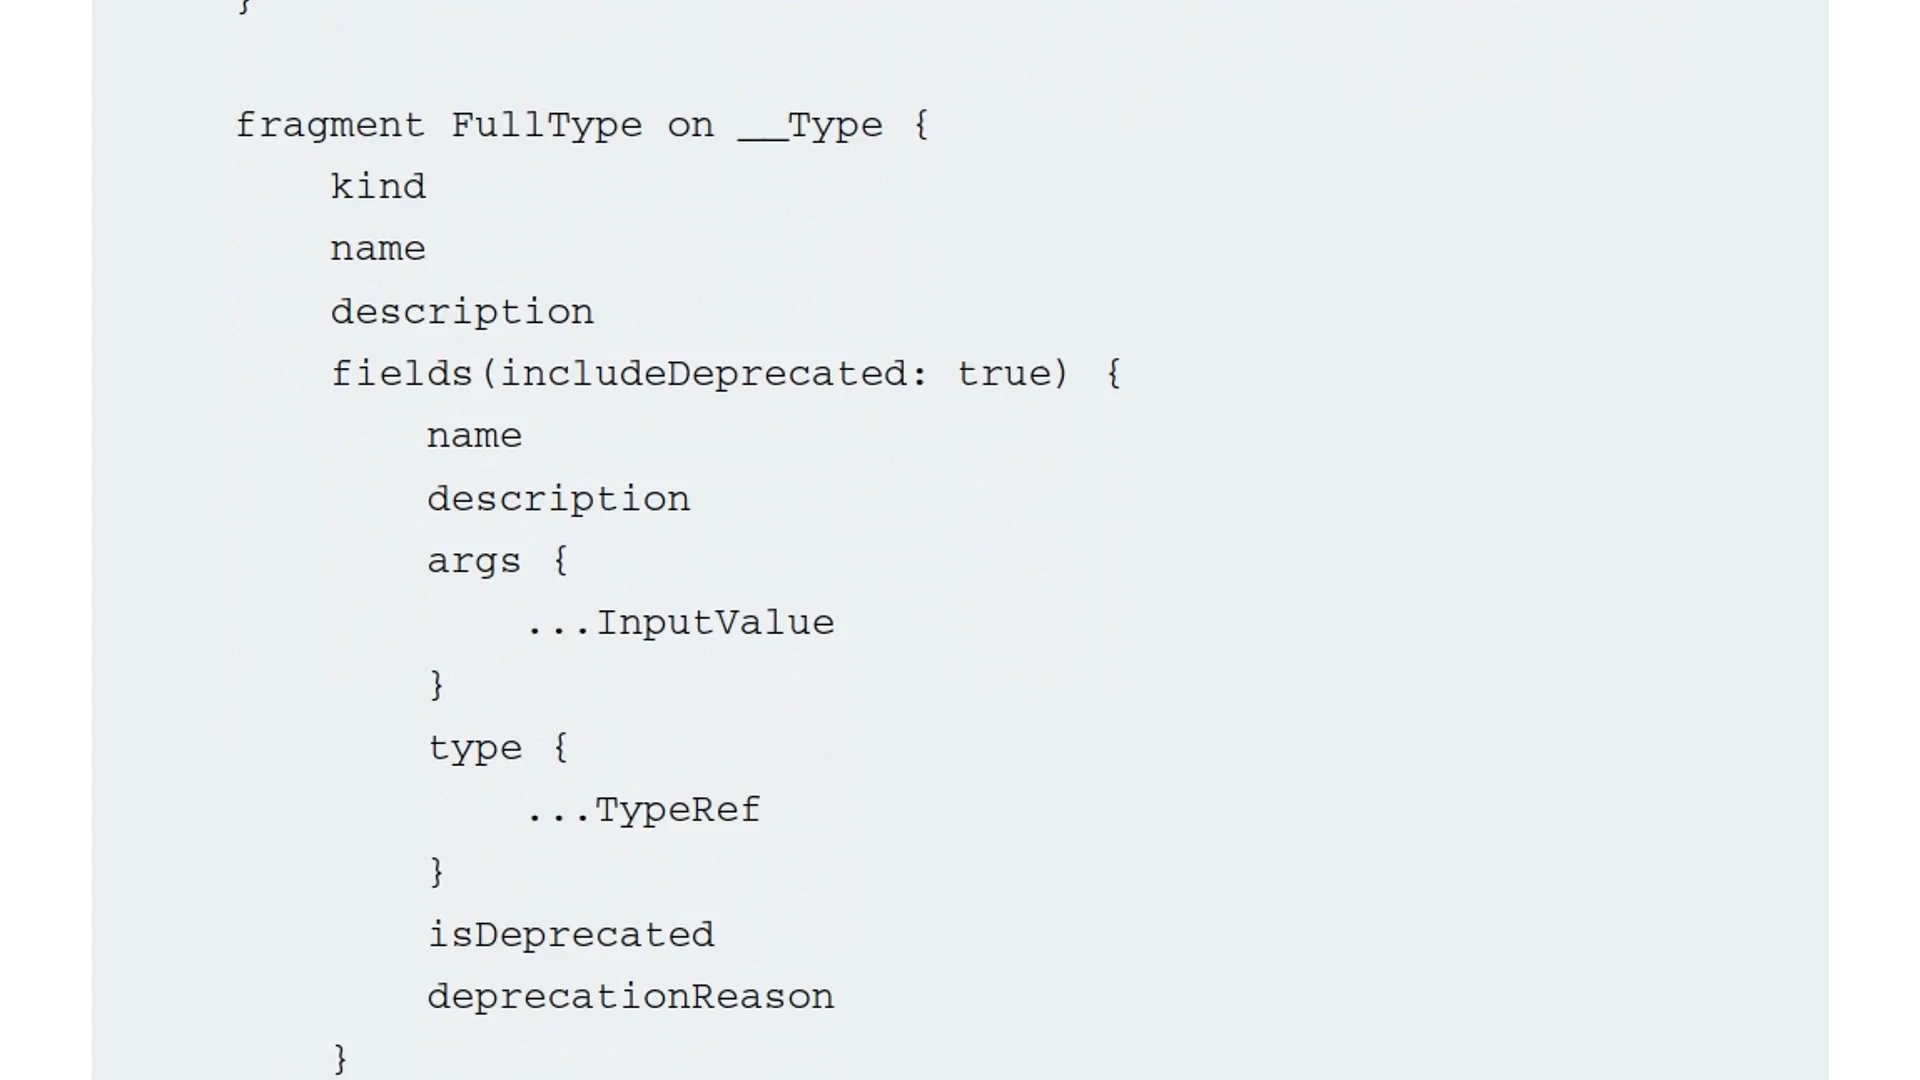 }
fragment FullType on __Type {
kind
name
description
fields(includeDeprecated: true) {
name
description
args {
...InputValue
}
type {
...TypeRef
}
isDeprecated
deprecationReason
}